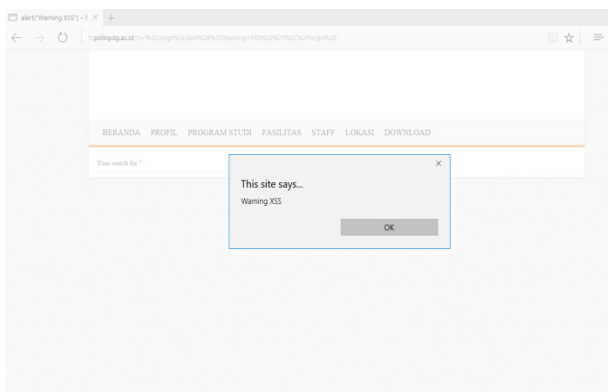 alert("Warning XSS") – (
polinpdg.ac.id
BERANDA PROFIL PROGRAM STUDI FASILITAS STAFF LOKASI DOWNLOAD
Your search for "
This site says...
Warning XSS
OK